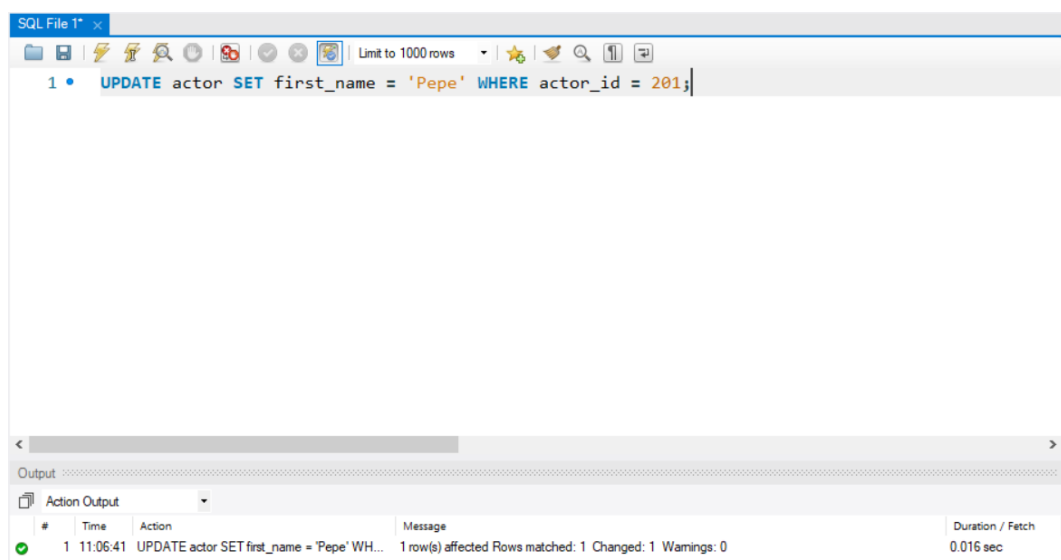 SQL File 1*
Limit to 1000 rows
1 UPDATE actor SET first_name = 'Pepe' WHERE actor_id = 201;
Output
Action Output
# Time Action Message Duration / Fetch
1 11:06:41 UPDATE actor SET first_name = 'Pepe' WH... 1 row(s) affected Rows matched: 1 Changed: 1 Warnings: 0 0.016 sec